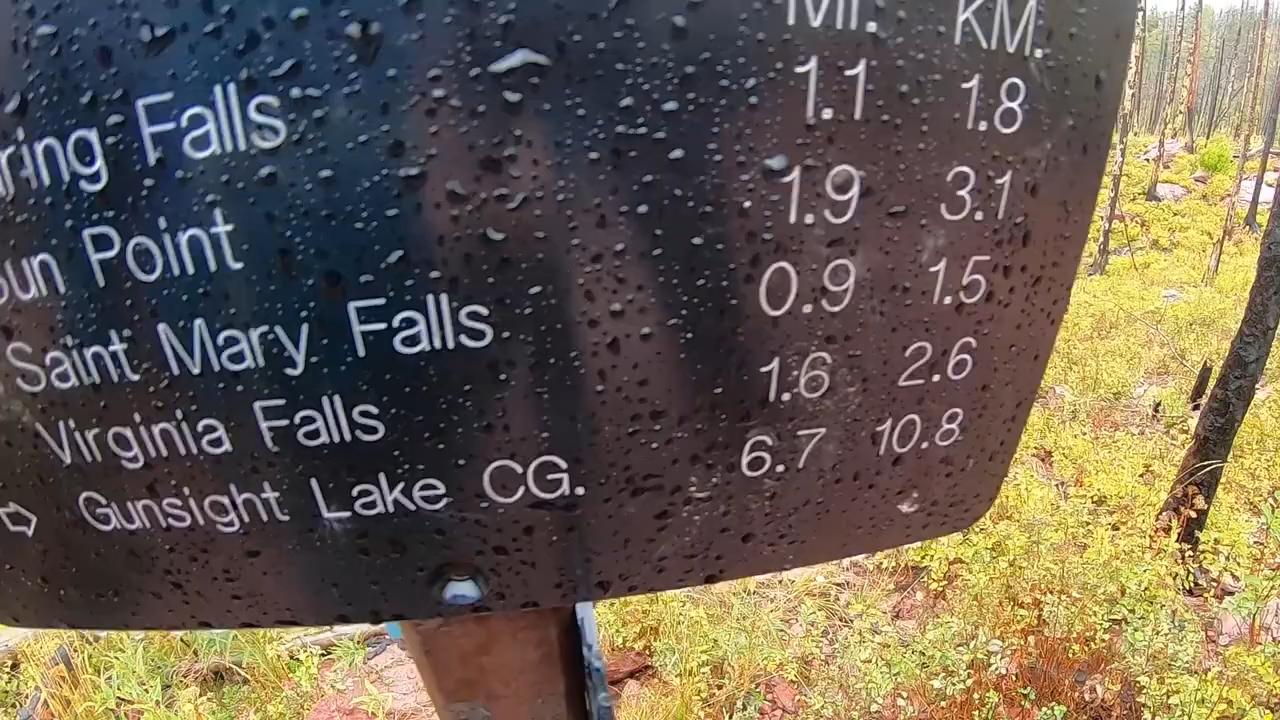 MI. KM.
Falls 1.1 1.8
Point 1.9 3.1
Saint Mary Falls 0.9 1.5
Virginia Falls 1.6 2.6
Gunsight Lake CG. 6.7 10.8